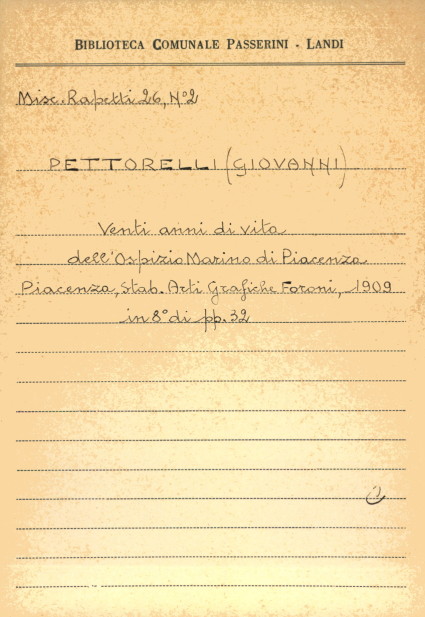 BIBLIOTECA COMUNALE PASSERINI - LANDI
Misc. Rapetti 26, N° 2
PETTORELLI (GIOVANNI)
Venti anni di vita
dell'Ospizio Marino di Piacenza
Piacenza, Stab. Arti Grafiche Foroni, 1909
in 8° di pp. 32